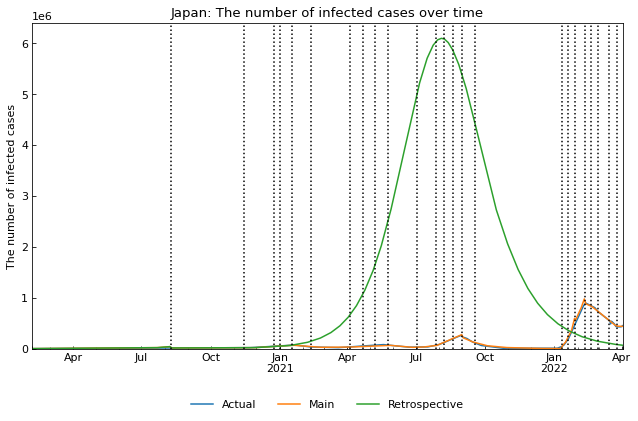 Japan: The number of infected cases over time
1e6
6
5
4
3
2
1
0
The number of infected cases
Apr Jul Oct Jan Apr Jul Oct Jan Apr
2021 2022
Actual Main Retrospective